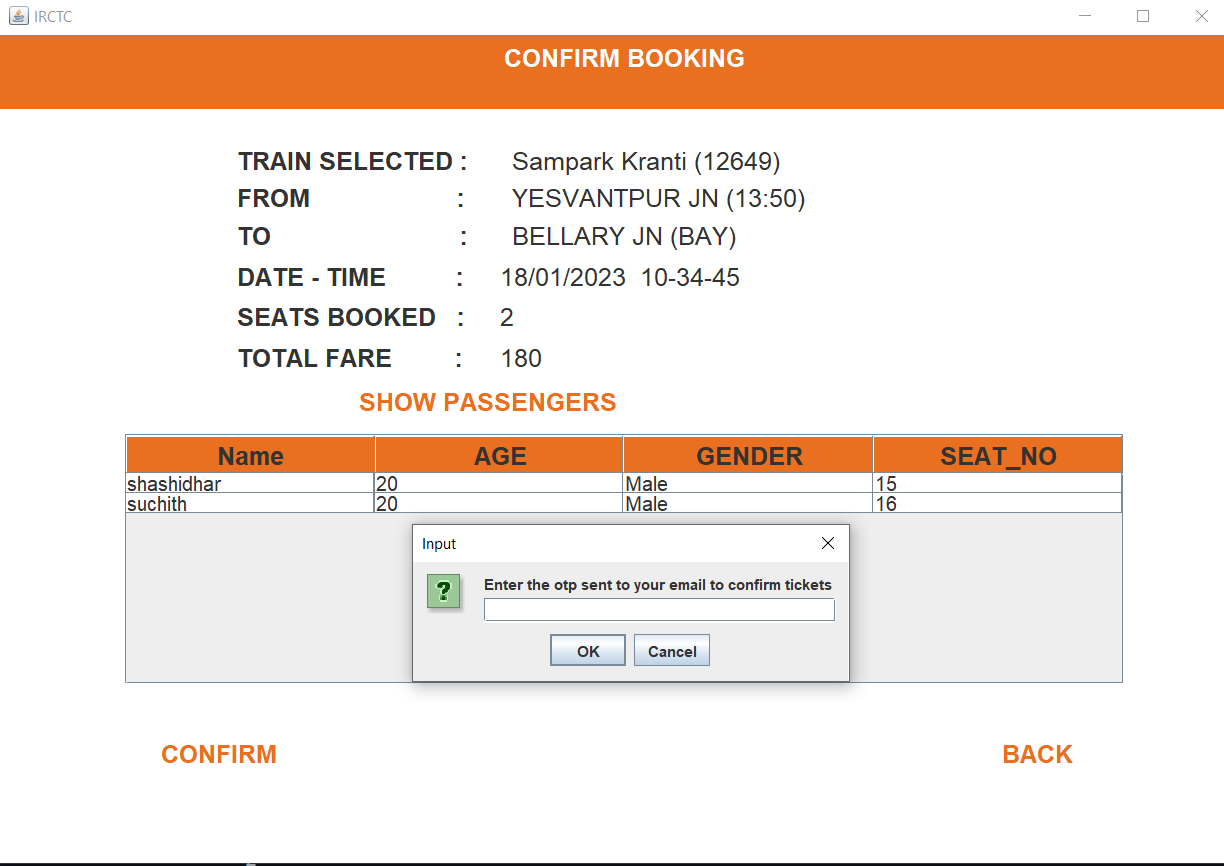 IRCTC
CONFIRM BOOKING
TRAIN SELECTED : Sampark Kranti (12649)
FROM : YESVANTPUR JN (13:50)
TO : BELLARY JN (BAY)
DATE - TIME : 18/01/2023 10-34-45
SEATS BOOKED : 2
TOTAL FARE : 180
SHOW PASSENGERS
Name AGE GENDER SEAT_NO
shashidhar 20 Male 15
suchith 20 Male 16
Input
?
Enter the otp sent to your email to confirm tickets
OK Cancel
CONFIRM BACK